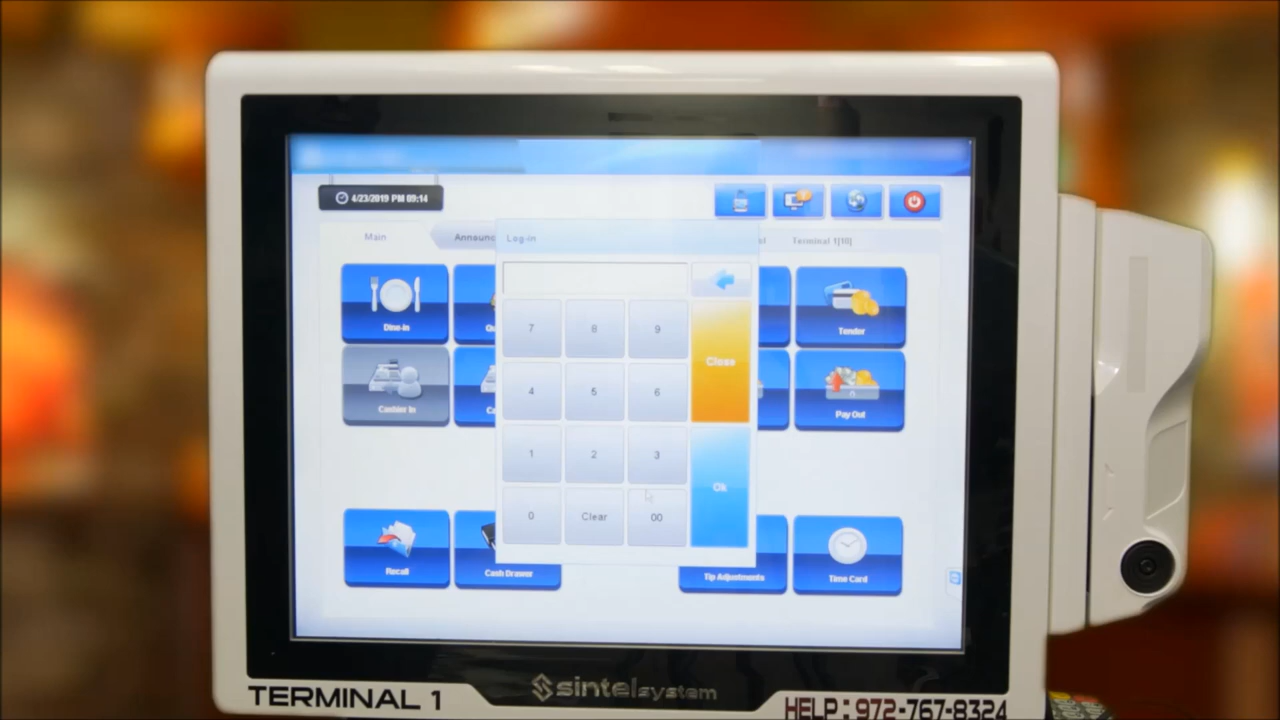 4/23/2019 PM 09:14
Main
Announc
Log-in
Terminal 1[10]
7 8 9
Close
4 5 6
1 2 3
Ok
0 Clear 00
Dine-in
Tender
Cashier In
Pay Out
Recall
Cash Drawer
Tip Adjustments
Time Card
sintelsystem
TERMINAL 1
HELP : 972-767-8324